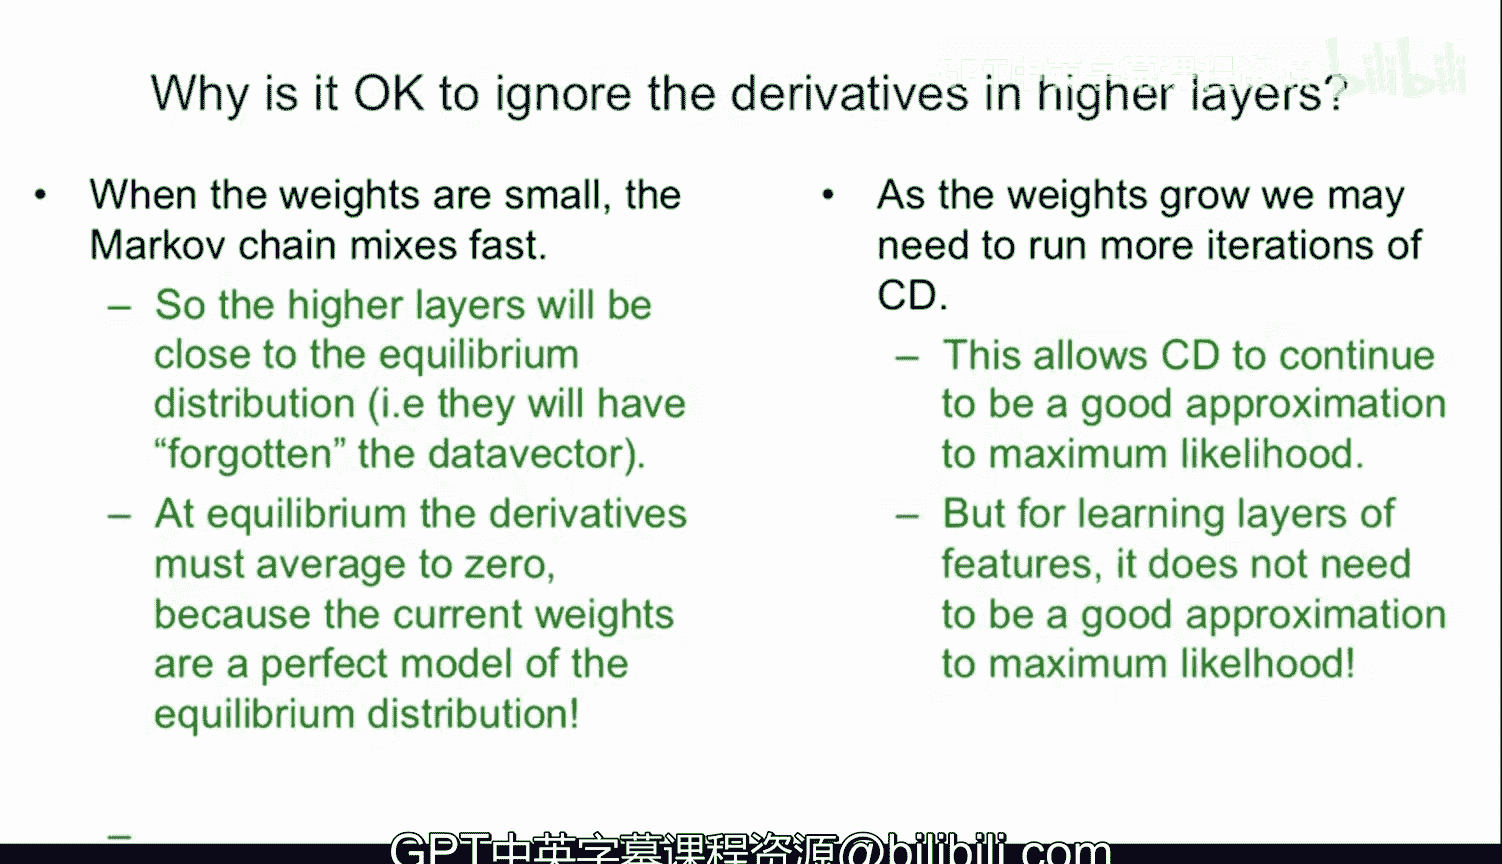 Why is it OK to ignore the derivatives in higher layers?
bilibili
• When the weights are small, the
Markov chain mixes fast.
– So the higher layers will be
close to the equilibrium
distribution (i.e they will have
“forgotten” the datavector).
– At equilibrium the derivatives
must average to zero,
because the current weights
are a perfect model of the
equilibrium distribution!
–
• As the weights grow we may
need to run more iterations of
CD.
– This allows CD to continue
to be a good approximation
to maximum likelihood.
– But for learning layers of
features, it does not need
to be a good approximation
to maximum likelhood!
GPT中英字幕课程资源@bilibili.com